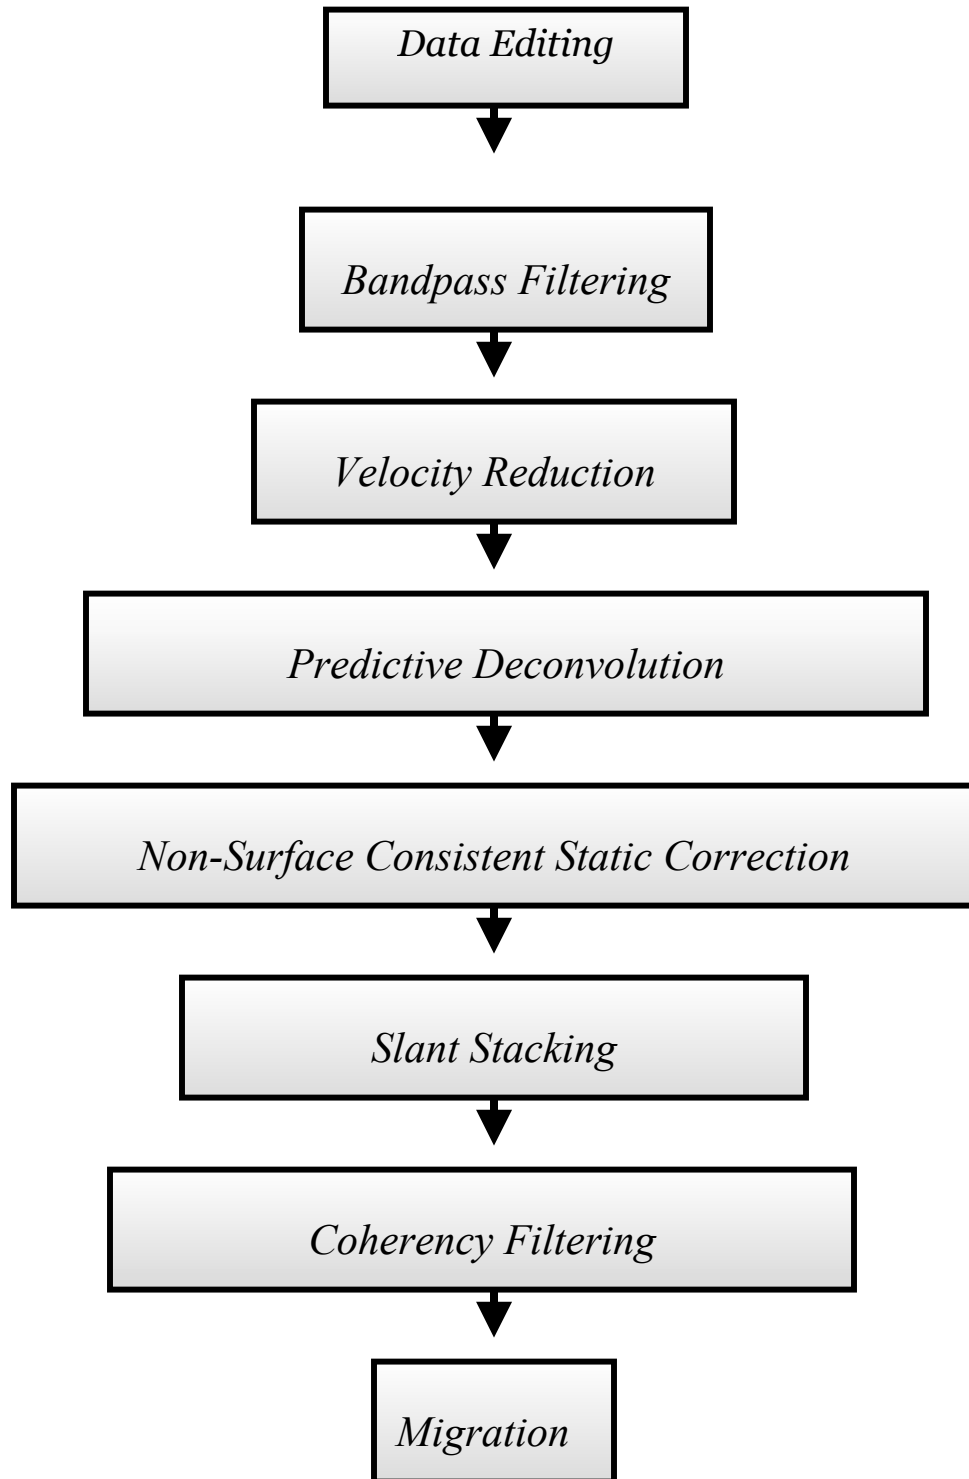 Data Editing
Bandpass Filtering
Velocity Reduction
Predictive Deconvolution
Non-Surface Consistent Static Correction
Slant Stacking
Coherency Filtering
Migration